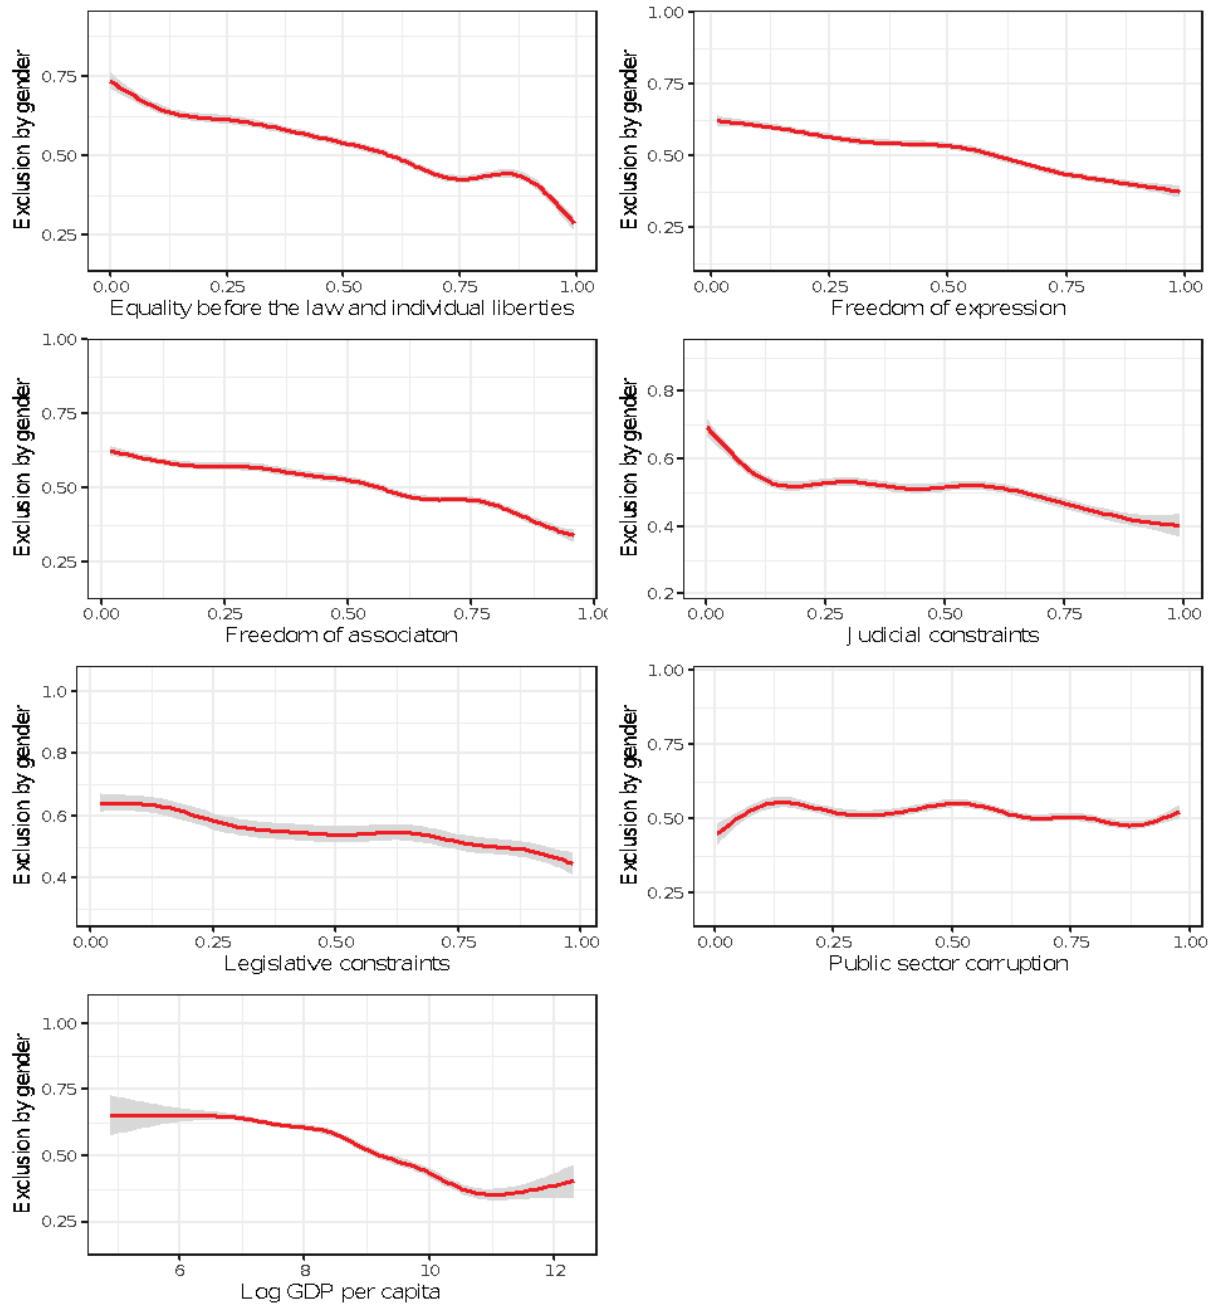 Exclusion by gender
0.75
0.50
0.25
0.00 0.25 0.50 0.75 1.00
Equality before the law and individual liberties
Exclusion by gender
1.00
0.75
0.50
0.25
0.00 0.25 0.50 0.75 1.00
Freedom of expression
Exclusion by gender
1.00
0.75
0.50
0.25
0.00 0.25 0.50 0.75 1.00
Freedom of associaton
Exclusion by gender
0.8
0.6
0.4
0.2
0.00 0.25 0.50 0.75 1.00
Judicial constraints
Exclusion by gender
1.0
0.8
0.6
0.4
0.00 0.25 0.50 0.75 1.00
Legislative constraints
Exclusion by gender
1.00
0.75
0.50
0.25
0.00 0.25 0.50 0.75 1.00
Public sector corruption
Exclusion by gender
1.00
0.75
0.50
0.25
6 8 10 12
Log GDP per capita